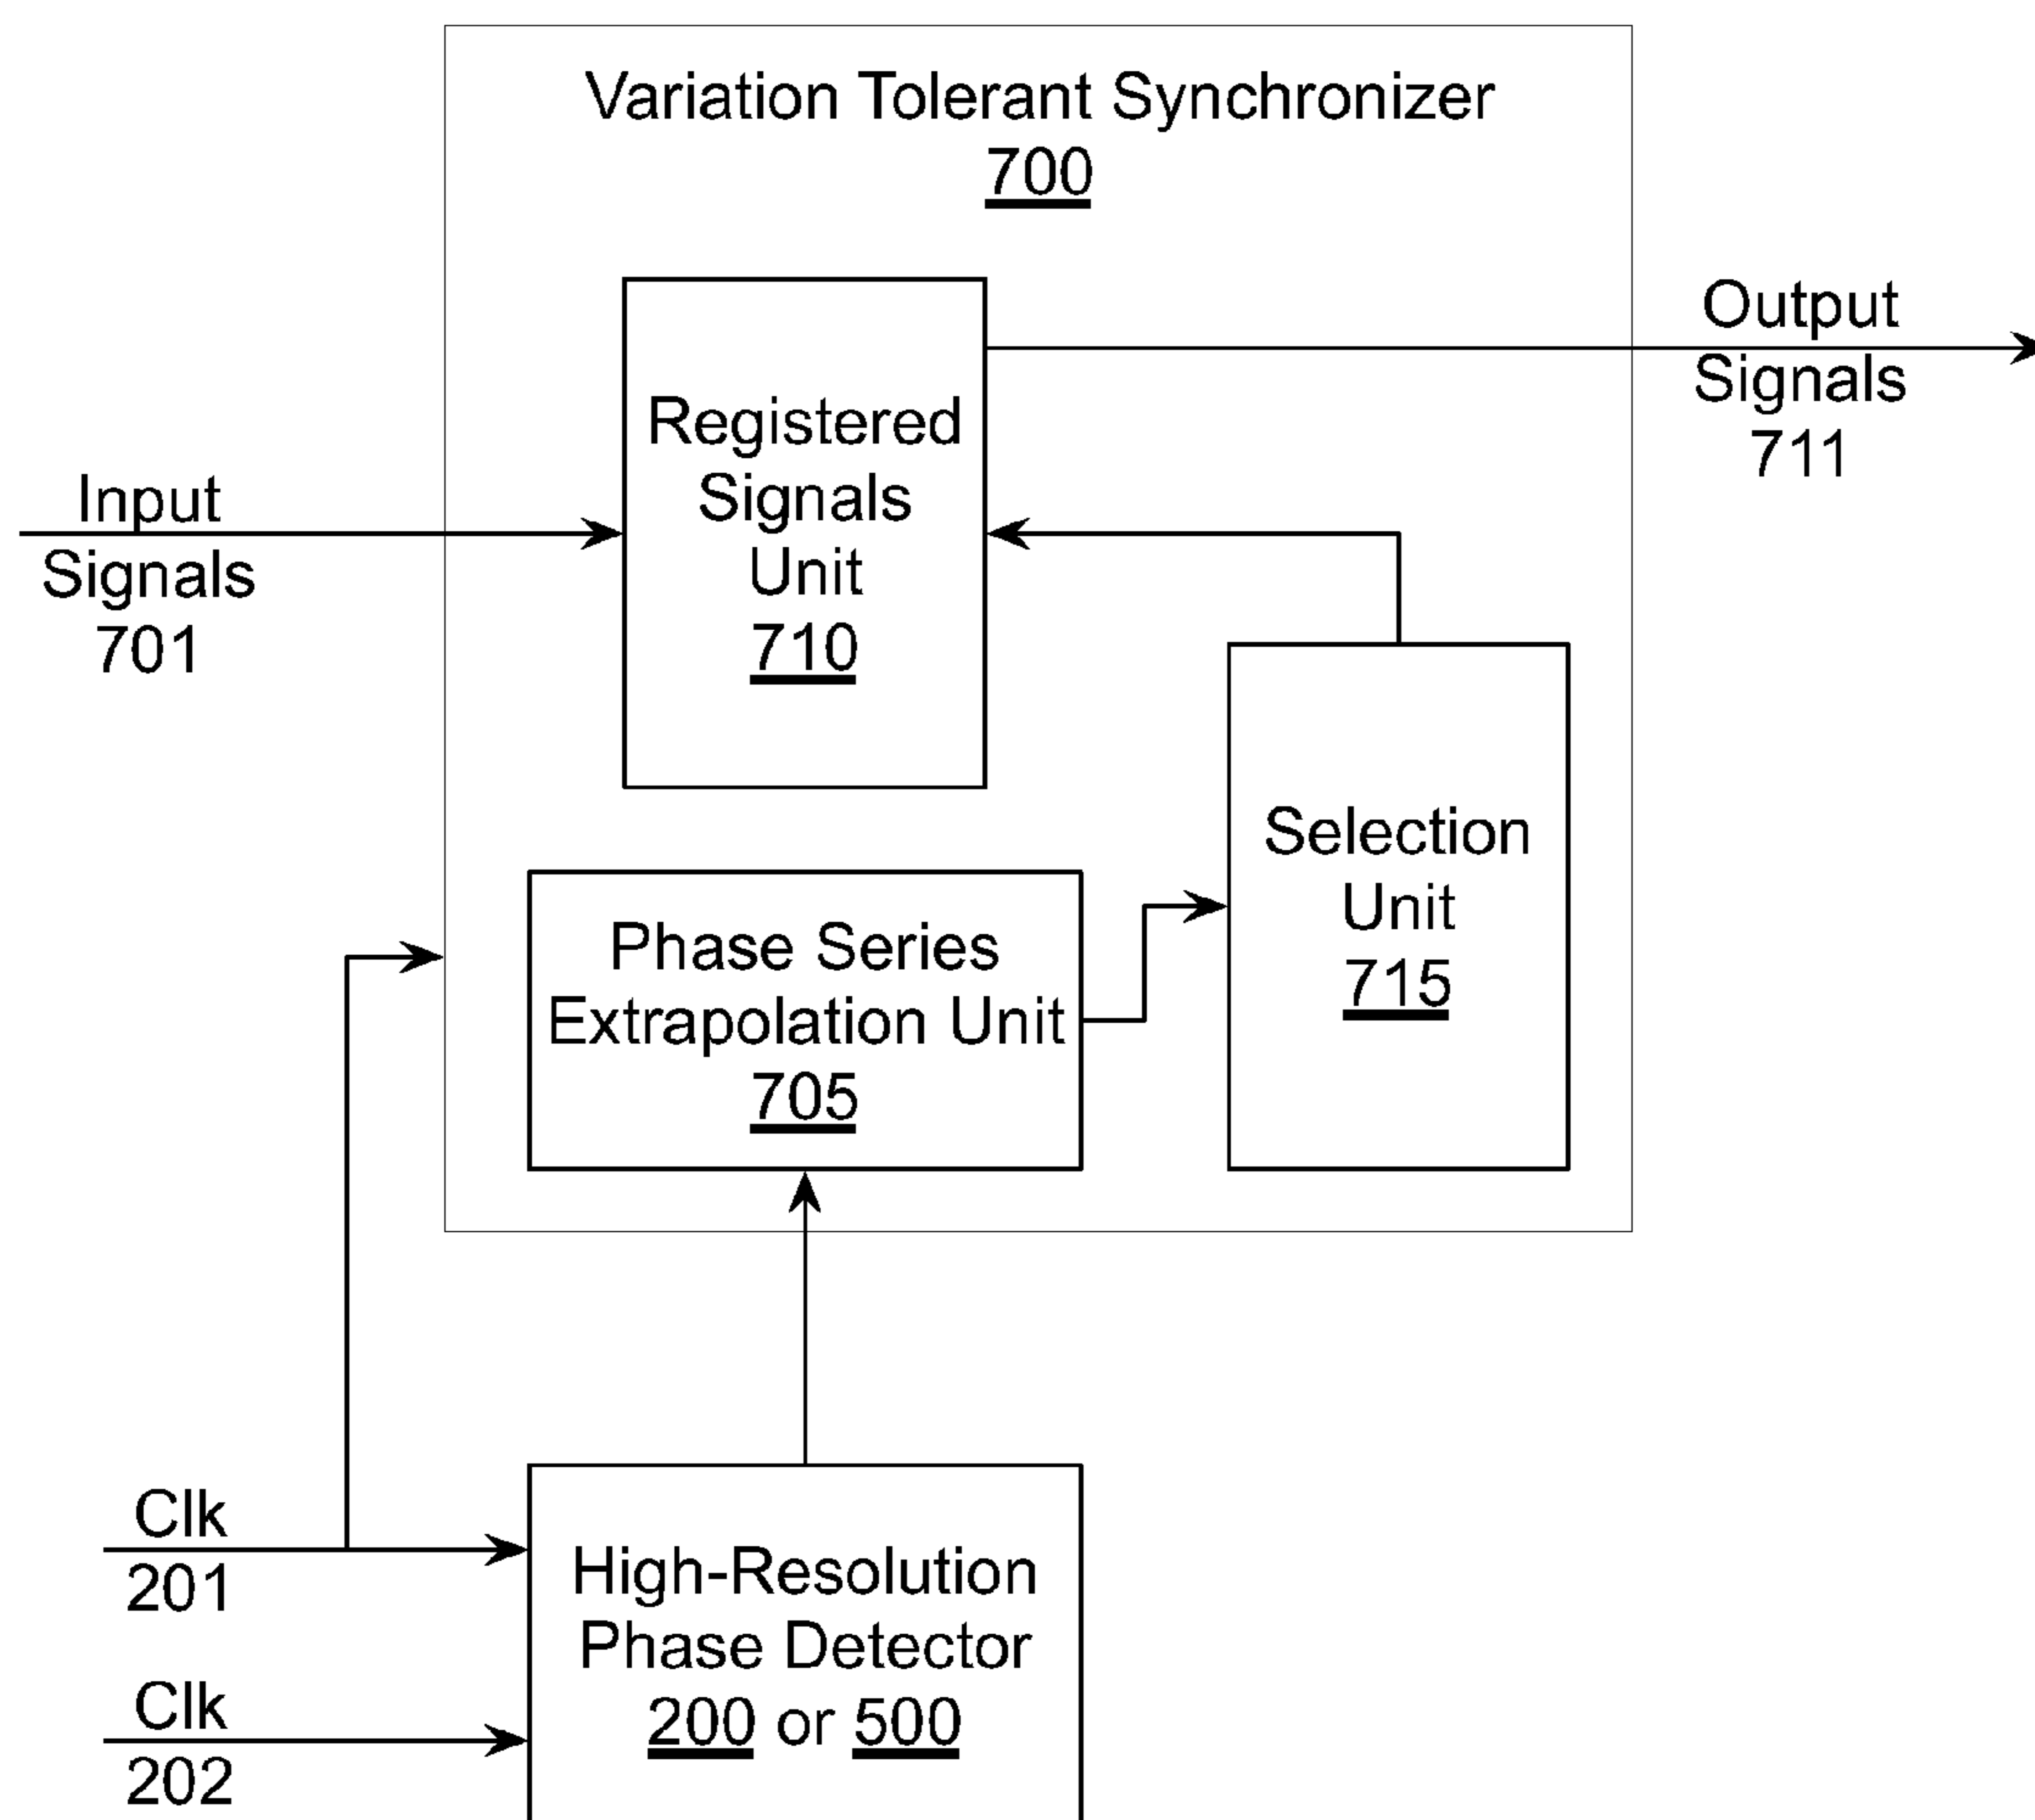 Variation Tolerant Synchronizer
700
Registered
Signals
Unit
710
Output
Signals
711
Input
Signals
701
Selection
Unit
715
Phase Series
Extrapolation Unit
705
Clk
201
High-Resolution
Phase Detector
200 or 500
Clk
202